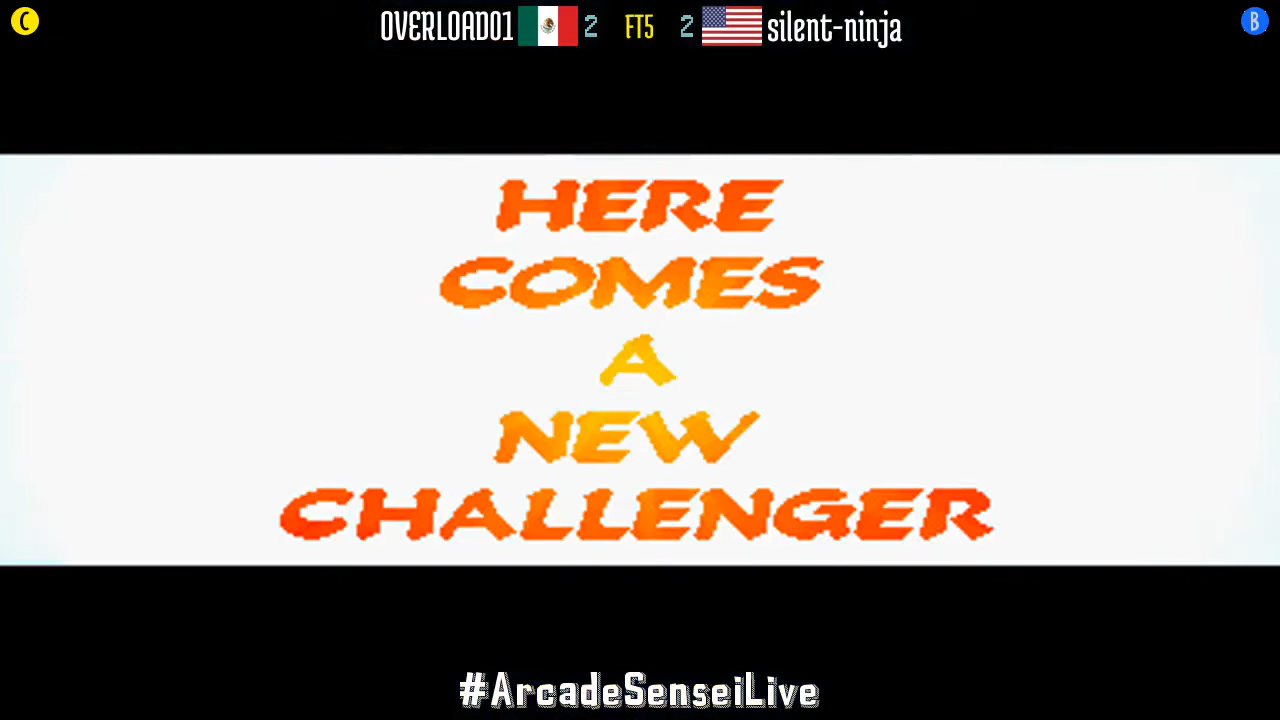 C OVERLOAD01 2 FT5 2 silent-ninja B
HERE
COMES
A
NEW
CHALLENGER
#ArcadeSenseiLive